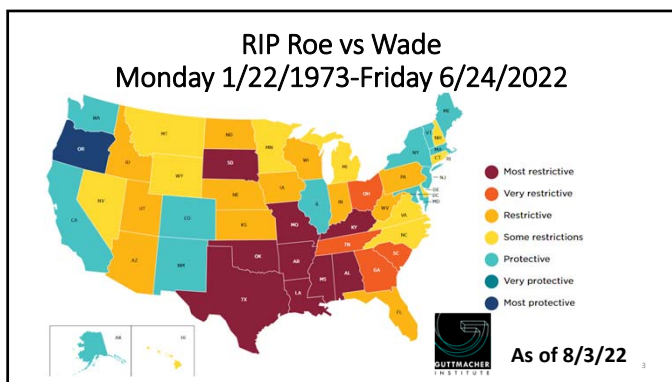 RIP Roe vs Wade
Monday 1/22/1973-Friday 6/24/2022
WA
OR
CA
NV
ID
MT
WY
UT
AZ
CO
NM
ND
SD
NE
KS
OK
TX
MN
IA
MO
AR
LA
WI
IL
MI
IN
OH
KY
TN
MS
AL
GA
FL
SC
NC
VA
WV
PA
NY
VT
NH
ME
MA
CT
RI
NJ
DE
DC
MD
AK
HI
Most restrictive
Very restrictive
Restrictive
Some restrictions
Protective
Very protective
Most protective
GUTTMACHER
INSTITUTE
As of 8/3/22
3